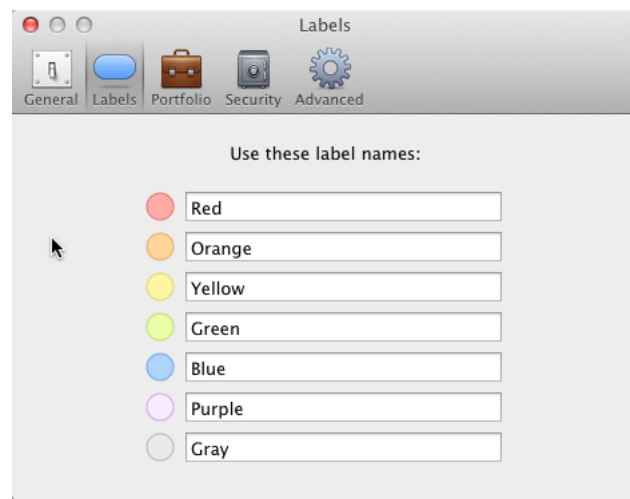 Labels
General Labels Portfolio Security Advanced
Use these label names:
Red
Orange
Yellow
Green
Blue
Purple
Gray